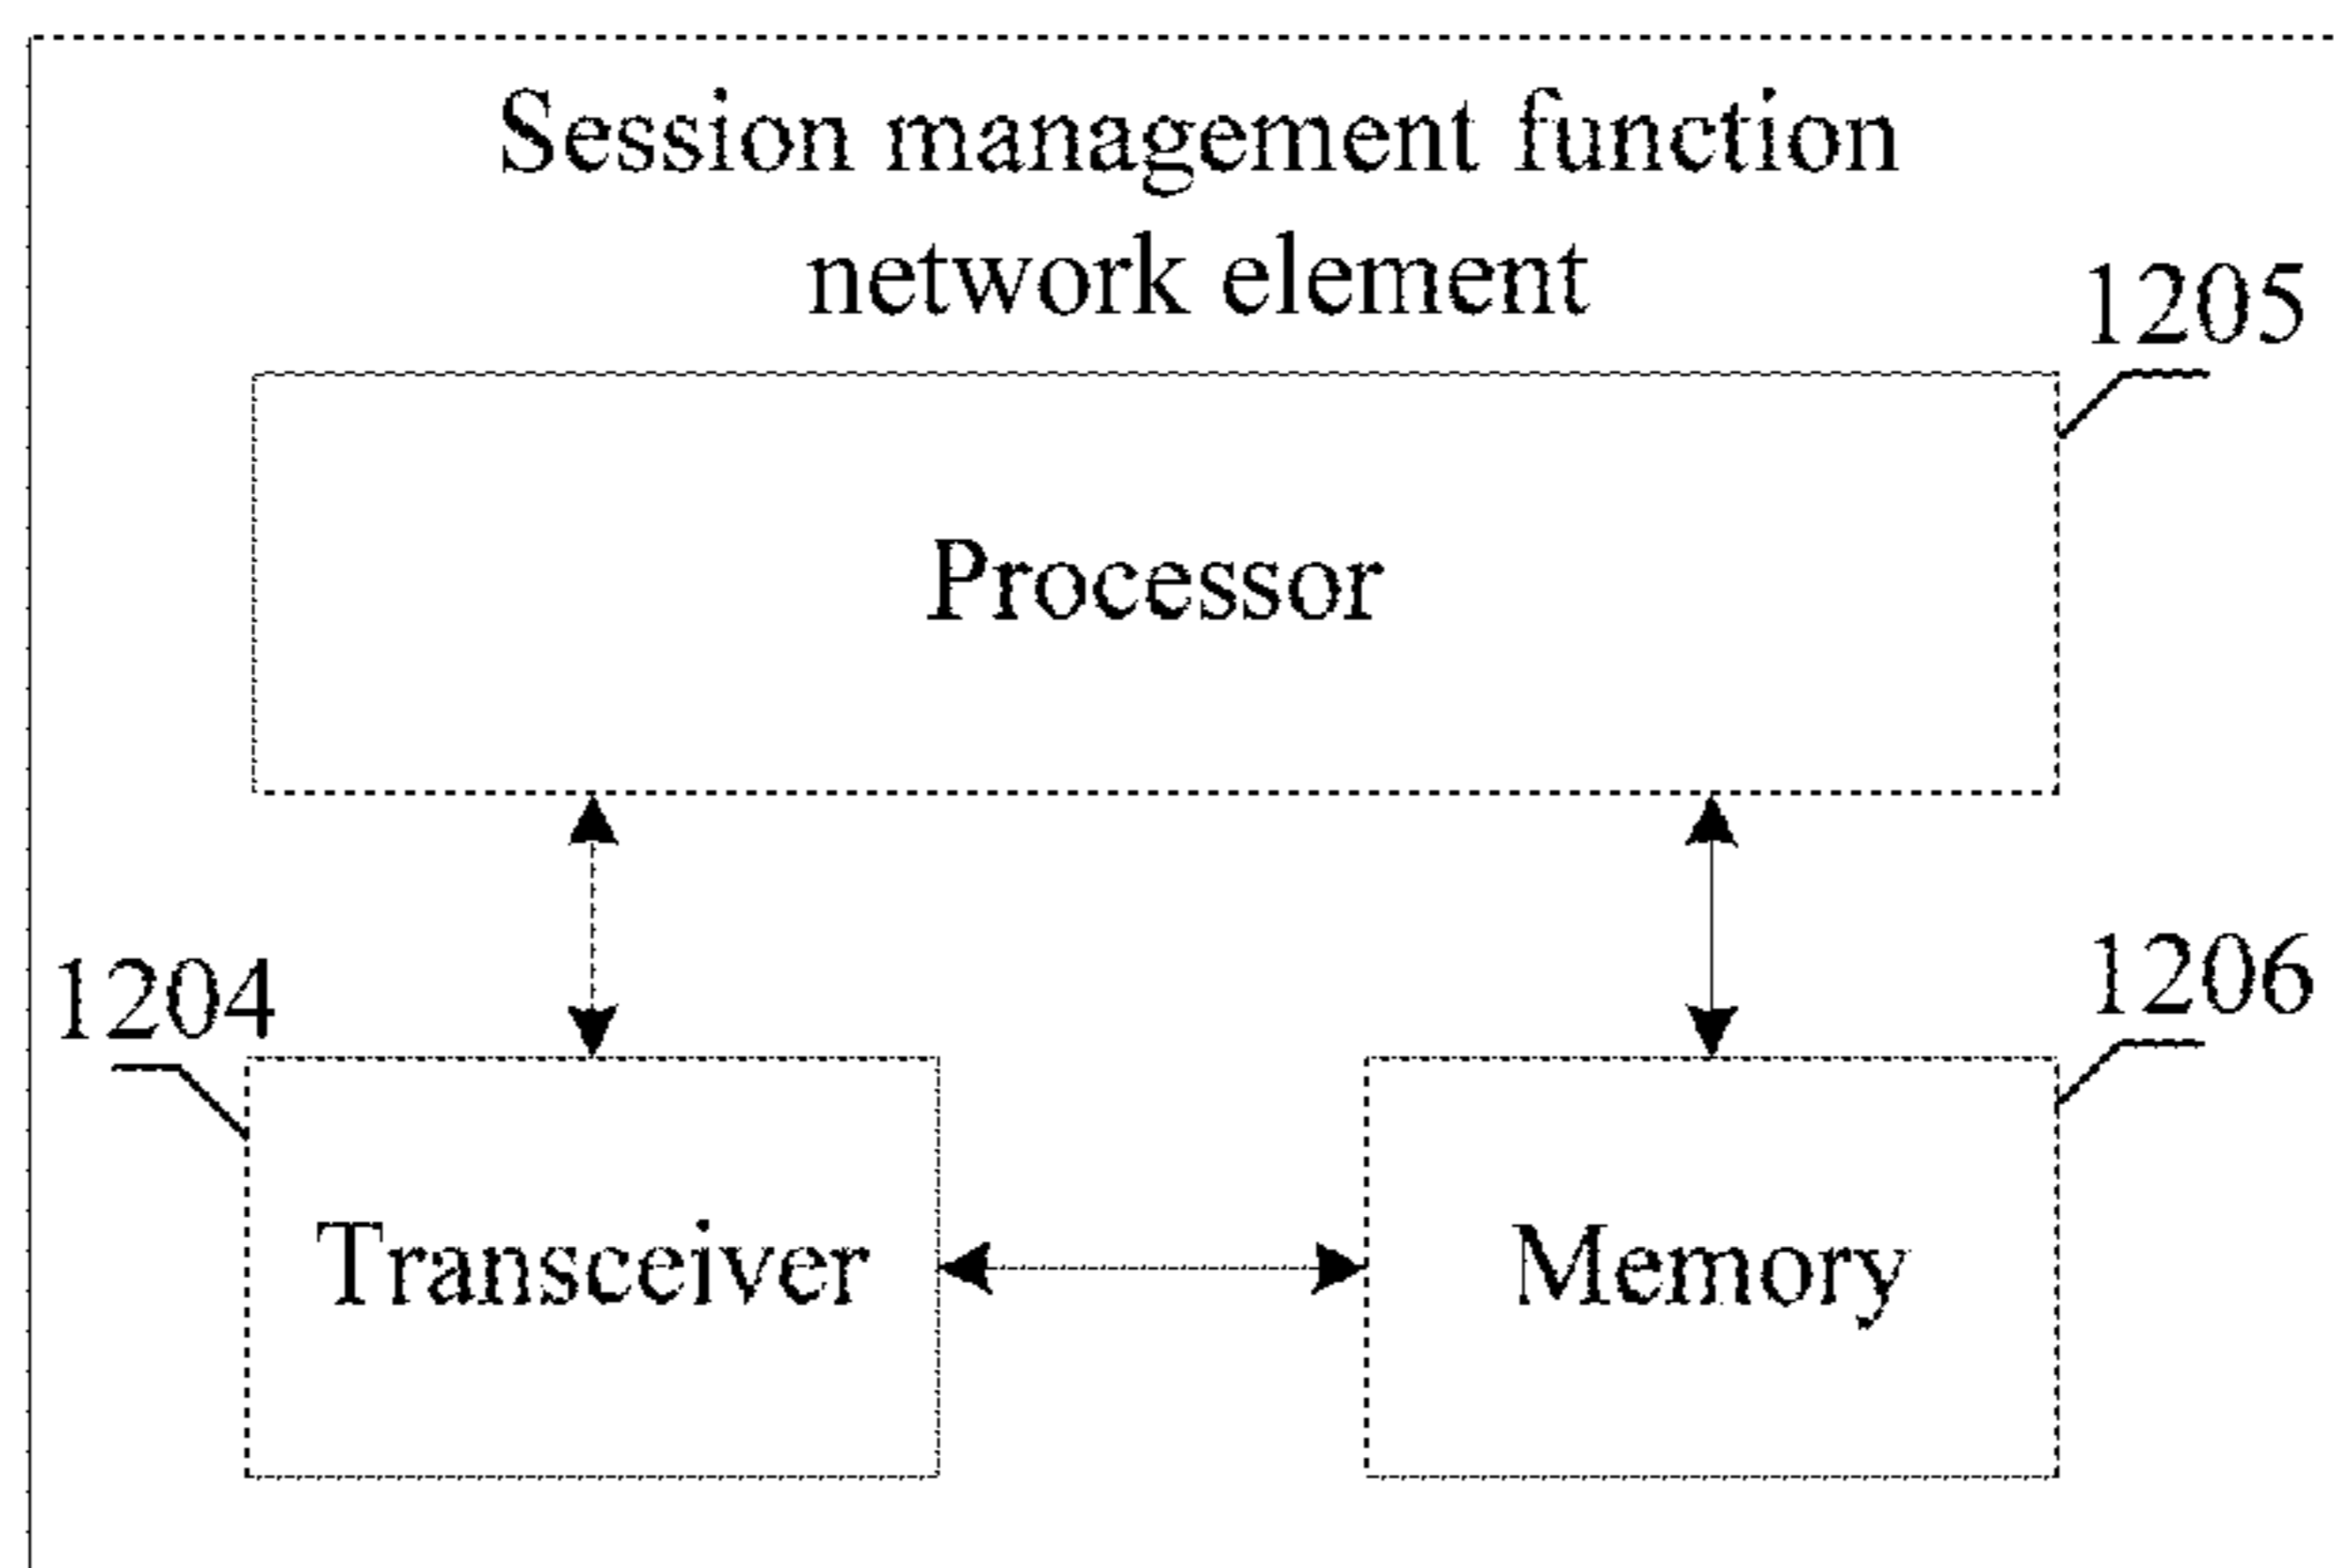 Session management function
network element
1205
Processor
1204
1206
Transceiver
Memory